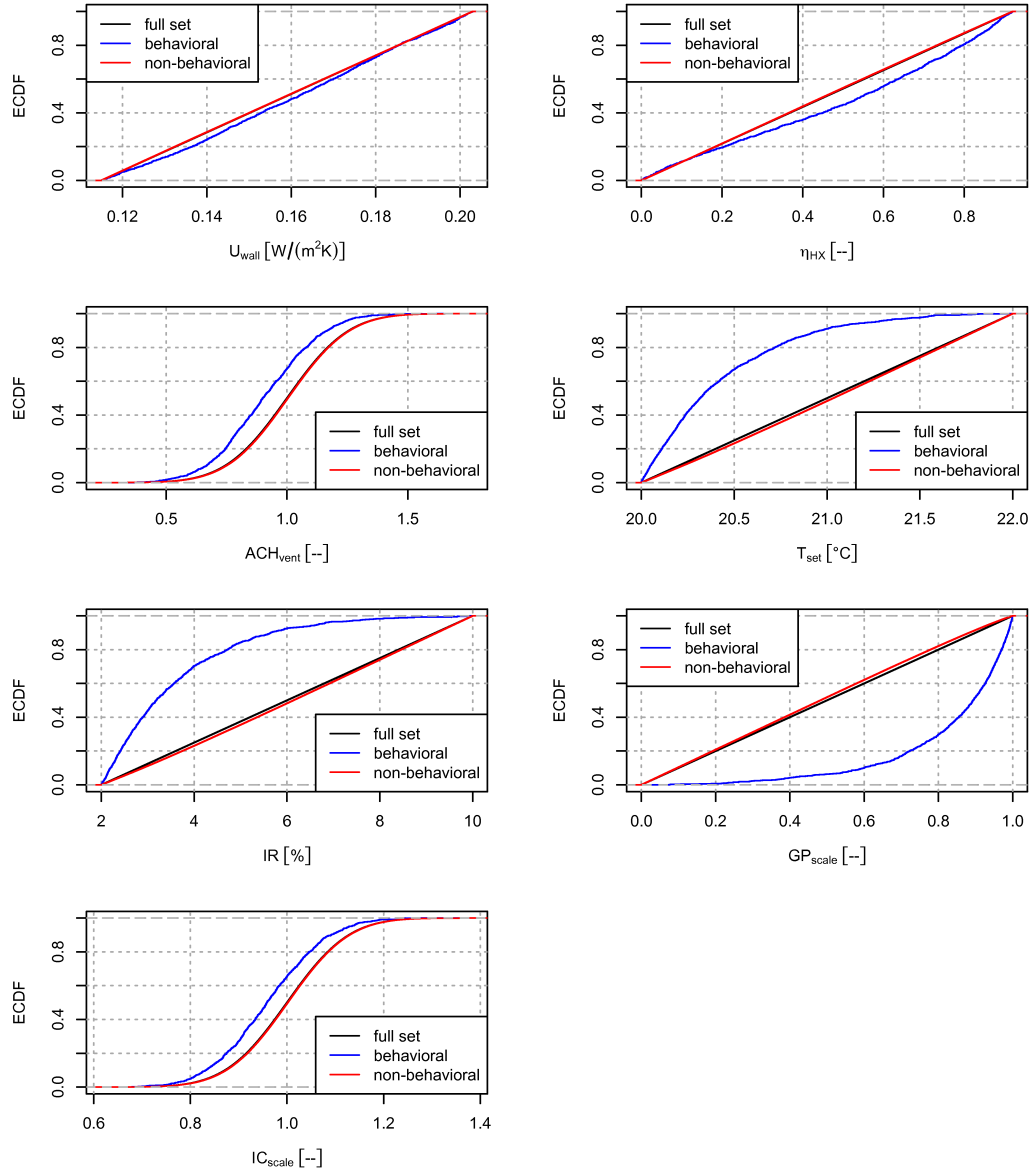 ECDF
0.0 0.4 0.8
full set
behavioral
non-behavioral
0.12 0.14 0.16 0.18 0.20
U_wall [W/(m²K)]
ECDF
0.0 0.4 0.8
full set
behavioral
non-behavioral
0.0 0.2 0.4 0.6 0.8
η_HX [--]
ECDF
0.0 0.4 0.8
full set
behavioral
non-behavioral
0.5 1.0 1.5
ACH_vent [--]
ECDF
0.0 0.4 0.8
full set
behavioral
non-behavioral
20.0 20.5 21.0 21.5 22.0
T_set [°C]
ECDF
0.0 0.4 0.8
full set
behavioral
non-behavioral
2 4 6 8 10
IR [%]
ECDF
0.0 0.4 0.8
full set
behavioral
non-behavioral
0.0 0.2 0.4 0.6 0.8 1.0
GP_scale [--]
ECDF
0.0 0.4 0.8
full set
behavioral
non-behavioral
0.6 0.8 1.0 1.2 1.4
IC_scale [--]